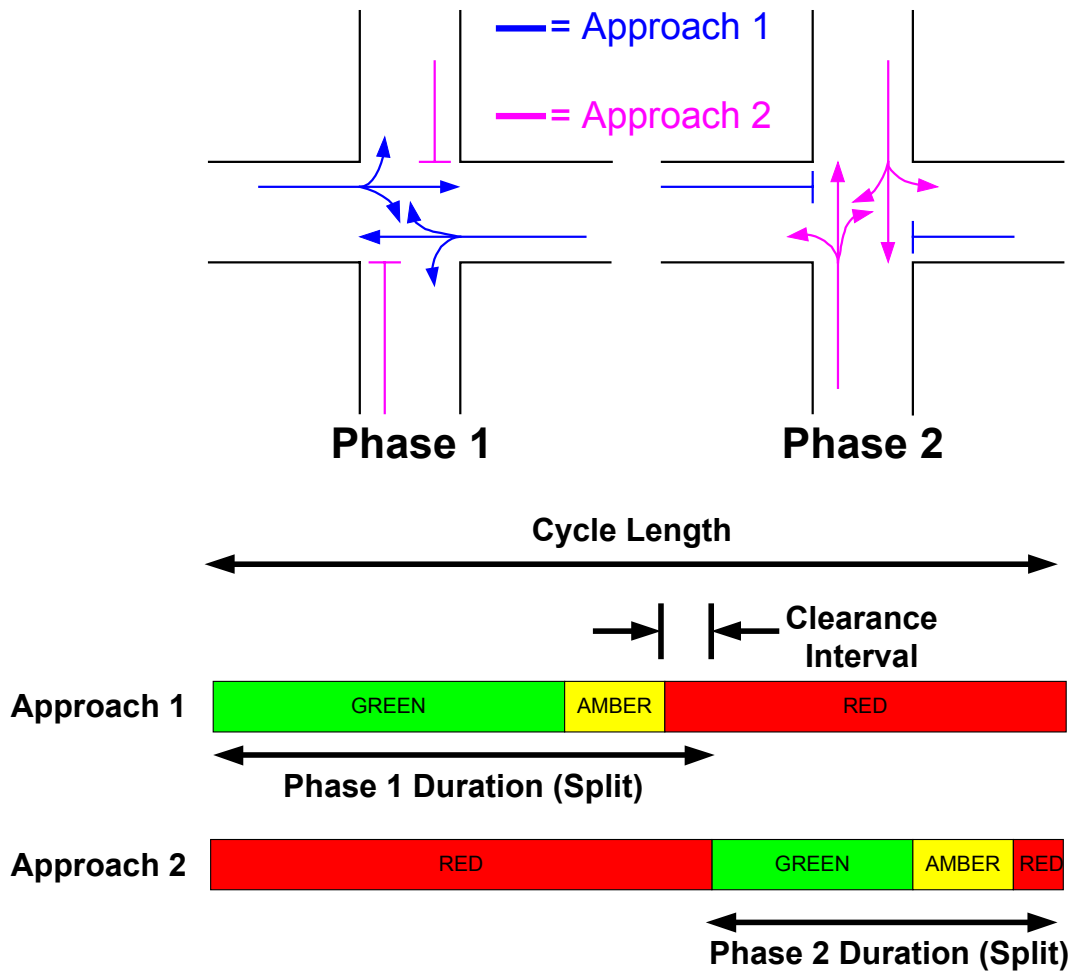 = Approach 1
= Approach 2
Phase 1
Phase 2
Cycle Length
Clearance
Interval
Approach 1
GREEN
AMBER
RED
Phase 1 Duration (Split)
Approach 2
RED
GREEN
AMBER
RED
Phase 2 Duration (Split)